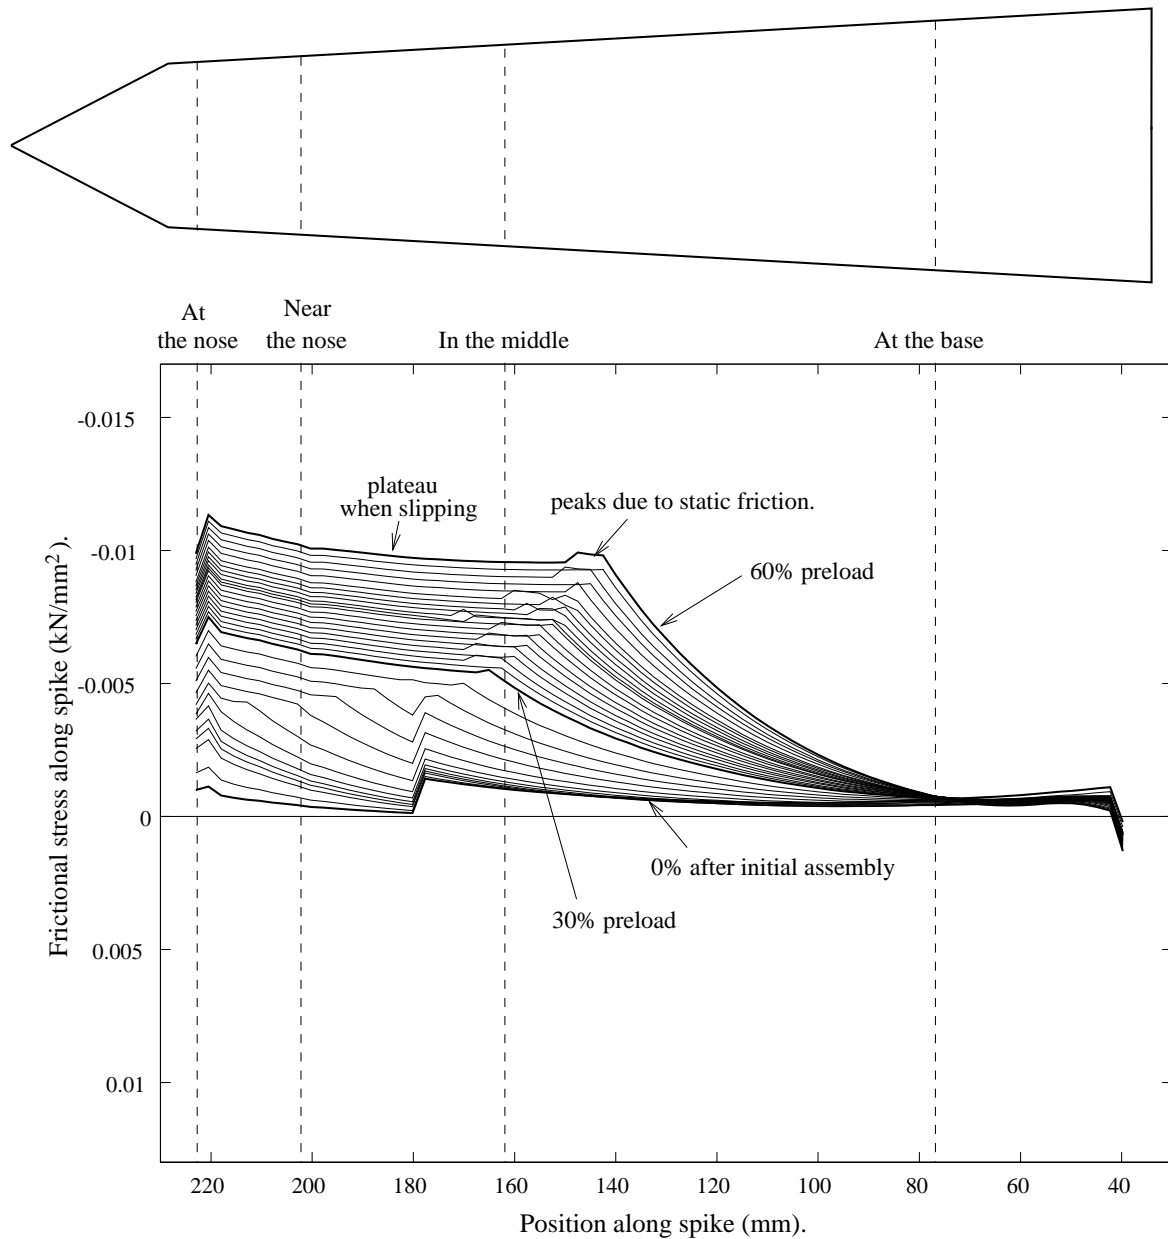 At
the nose
Near
the nose
In the middle
At the base
-0.015
-0.01
-0.005
0
0.005
0.01
Frictional stress along spike (kN/mm²).
plateau
when slipping
peaks due to static friction.
60% preload
0% after initial assembly
30% preload
220 200 180 160 140 120 100 80 60 40
Position along spike (mm).